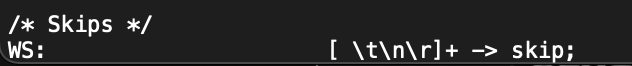 /* Skips */
WS:                        [ \t\n\r]+ -> skip;